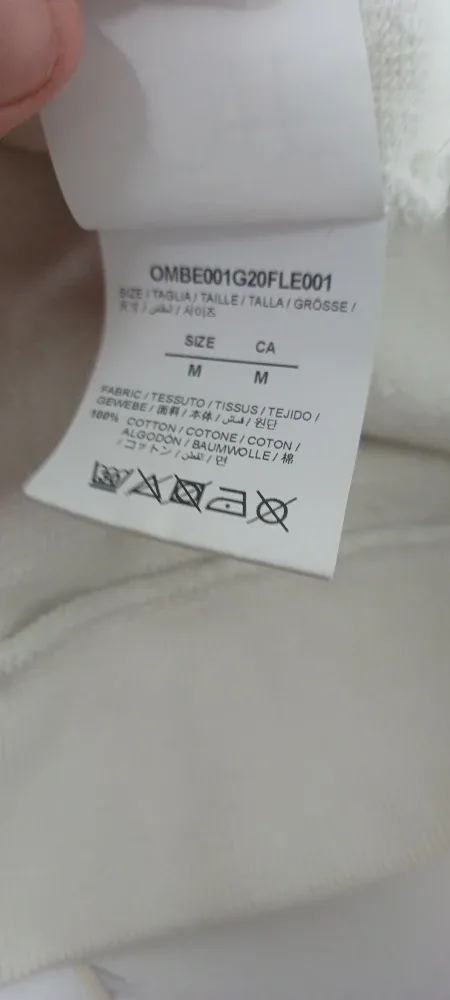 OMBE001G20FLE001
SIZE / TAGLIA / TAILLE / TALLA / GRÖSSE /
尺寸 / المقاس / 사이즈
SIZE CA
M M
FABRIC / TESSUTO / TISSUS / TEJIDO /
GEWEBE / 面料 / 本体 / قماش / 원단
100% COTTON / COTONE / COTON /
ALGODÓN / BAUMWOLLE / 棉
/ コットン / القطن / 면